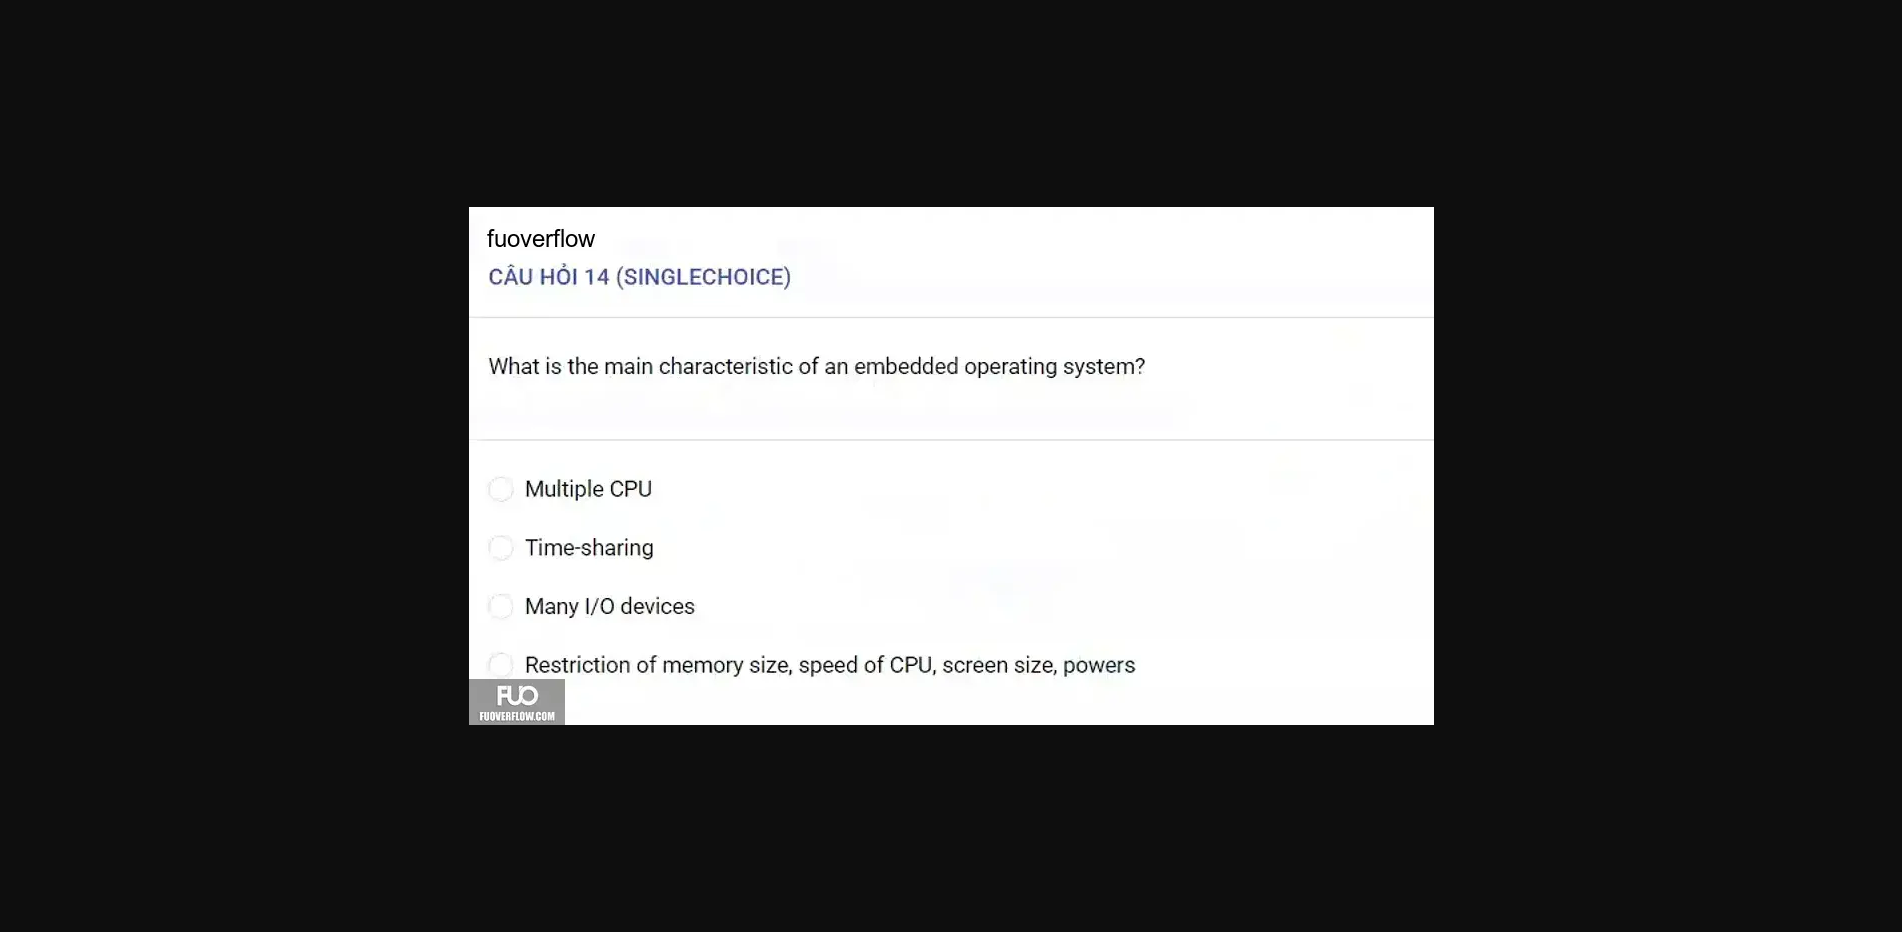 fuoverflow
CÂU HỎI 14 (SINGLECHOICE)
What is the main characteristic of an embedded operating system?
Multiple CPU
Time-sharing
Many I/O devices
Restriction of memory size, speed of CPU, screen size, powers
FUO
FUOVERFLOW.COM